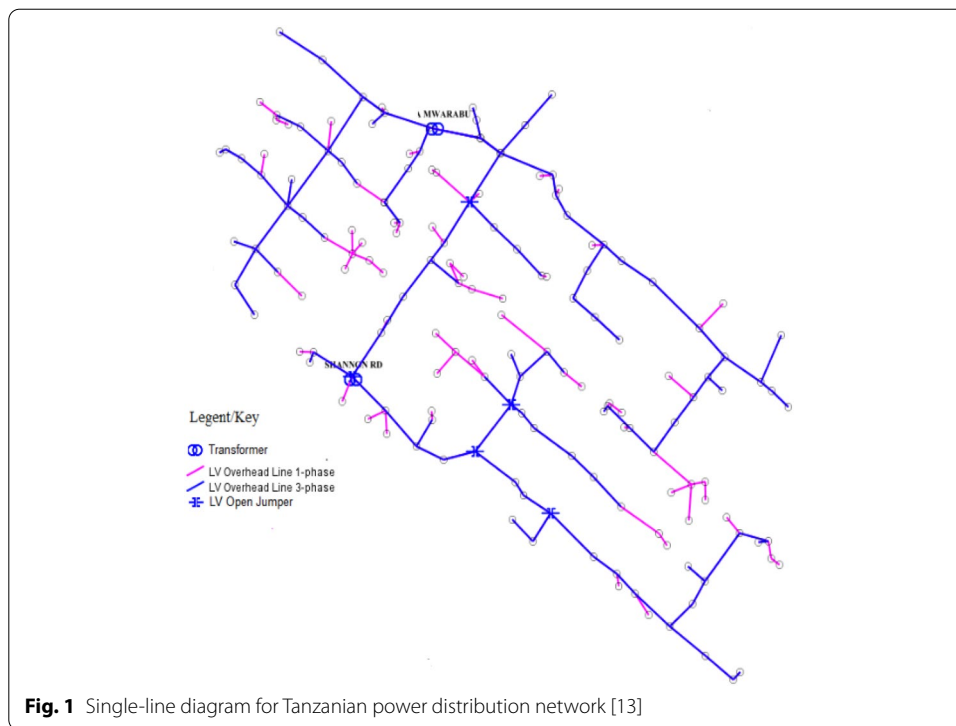 A MWARABU
SHANNON RD
Legent/Key
Transformer
LV Overhead Line 1-phase
LV Overhead Line 3-phase
LV Open Jumper
Fig. 1 Single-line diagram for Tanzanian power distribution network [13]